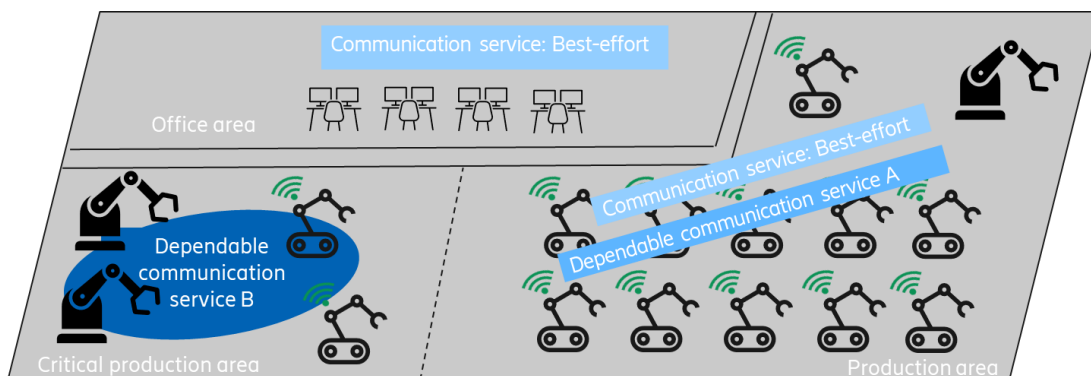 Communication service: Best-effort
Office area
Communication service: Best-effort
Dependable communication service A
Dependable
communication
service B
Critical production area
Production area